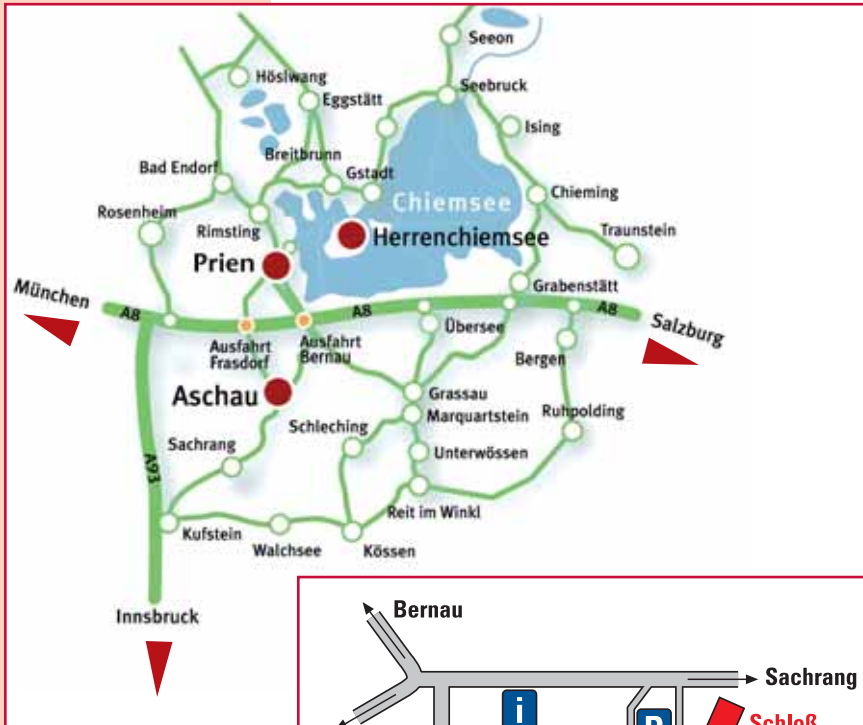 Seeon
Höslwang
Seebruck
Eggstätt
Ising
Breitbrunn
Bad Endorf
Gstadt
Chieming
Chiemsee
Rosenheim
Rimsting
Herrenchiemsee
Traunstein
Prien
München
Grabenstätt
A8
A8
A8
Salzburg
Übersee
Ausfahrt
Frasdorf
Ausfahrt
Bernau
Bergen
Aschau
Grassau
Marquartstein
Ruhpolding
Schleching
Sachrang
Unterwössen
A93
Reit im Winkl
Kufstein
Walchsee
Kössen
Innsbruck
Bernau
Sachrang
i
P
Schloß